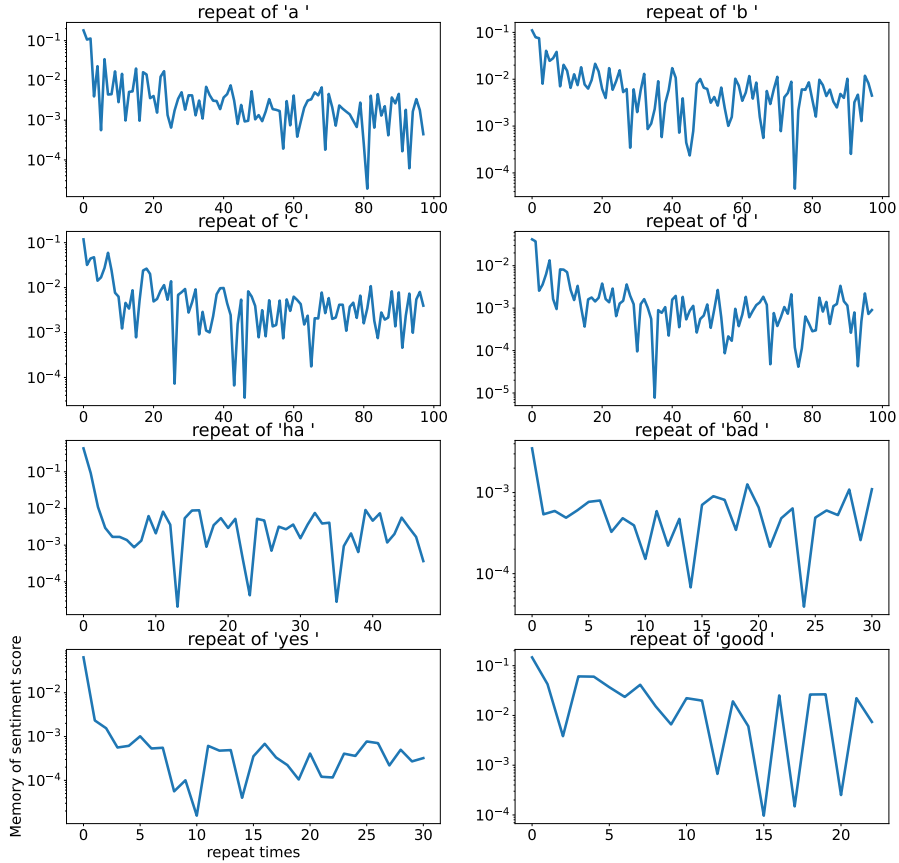 repeat of 'a '
repeat of 'b '
10⁻¹
10⁻²
10⁻³
10⁻⁴
0 20 40 60 80 100
10⁻¹
10⁻²
10⁻³
10⁻⁴
0 20 40 60 80 100
repeat of 'c '
repeat of 'd '
10⁻¹
10⁻²
10⁻³
10⁻⁴
0 20 40 60 80 100
10⁻²
10⁻³
10⁻⁴
10⁻⁵
0 20 40 60 80 100
repeat of 'ha '
repeat of 'bad '
10⁻¹
10⁻²
10⁻³
10⁻⁴
0 10 20 30 40
10⁻³
10⁻⁴
0 5 10 15 20 25 30
repeat of 'yes '
repeat of 'good '
Memory of sentiment score
10⁻²
10⁻³
10⁻⁴
0 5 10 15 20 25 30
repeat times
10⁻¹
10⁻²
10⁻³
10⁻⁴
0 5 10 15 20